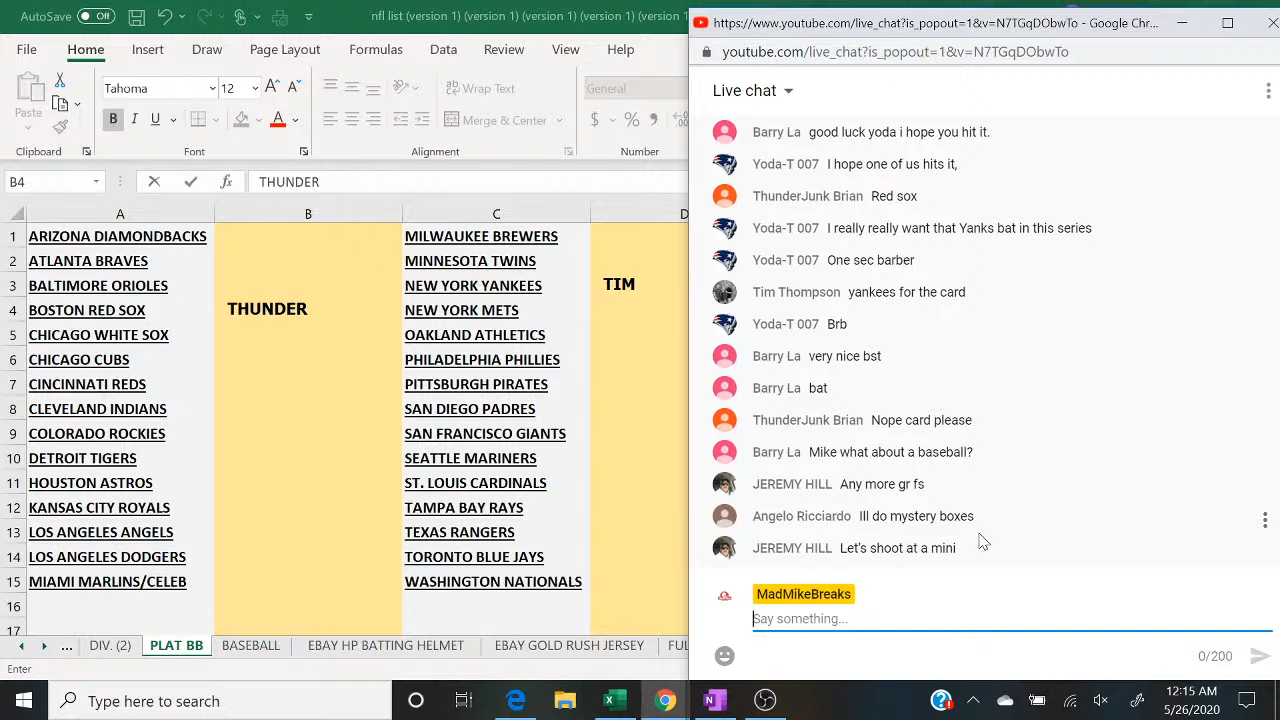 AutoSave Off nfl list (version 1) (version 1) (version 1) (version 1)
https://www.youtube.com/live_chat?is_popout=1&v=N7TGqDObwTo - Google Chr...
File Home Insert Draw Page Layout Formulas Data Review View Help
youtube.com/live_chat?is_popout=1&v=N7TGqDObwTo
Paste
Tahoma 12
B I U A
Wrap Text
Merge & Center
General
$ % ,
Clipboard Font Alignment Number
B4 fx THUNDER
A B C D
1 ARIZONA DIAMONDBACKS MILWAUKEE BREWERS
2 ATLANTA BRAVES MINNESOTA TWINS
3 BALTIMORE ORIOLES NEW YORK YANKEES TIM
4 BOSTON RED SOX THUNDER NEW YORK METS
5 CHICAGO WHITE SOX OAKLAND ATHLETICS
6 CHICAGO CUBS PHILADELPHIA PHILLIES
7 CINCINNATI REDS PITTSBURGH PIRATES
8 CLEVELAND INDIANS SAN DIEGO PADRES
9 COLORADO ROCKIES SAN FRANCISCO GIANTS
10 DETROIT TIGERS SEATTLE MARINERS
11 HOUSTON ASTROS ST. LOUIS CARDINALS
12 KANSAS CITY ROYALS TAMPA BAY RAYS
13 LOS ANGELES ANGELS TEXAS RANGERS
14 LOS ANGELES DODGERS TORONTO BLUE JAYS
15 MIAMI MARLINS/CELEB WASHINGTON NATIONALS
16
17
... DIV. (2) PLAT BB BASEBALL EBAY HP BATTING HELMET EBAY GOLD RUSH JERSEY FUL
Enter
Live chat
Barry La good luck yoda i hope you hit it.
Yoda-T 007 I hope one of us hits it,
ThunderJunk Brian Red sox
Yoda-T 007 I really really want that Yanks bat in this series
Yoda-T 007 One sec barber
Tim Thompson yankees for the card
Yoda-T 007 Brb
Barry La very nice bst
Barry La bat
ThunderJunk Brian Nope card please
Barry La Mike what about a baseball?
JEREMY HILL Any more gr fs
Angelo Ricciardo Ill do mystery boxes
JEREMY HILL Let's shoot at a mini
MadMikeBreaks
Say something...
0/200
Type here to search
12:15 AM
5/26/2020